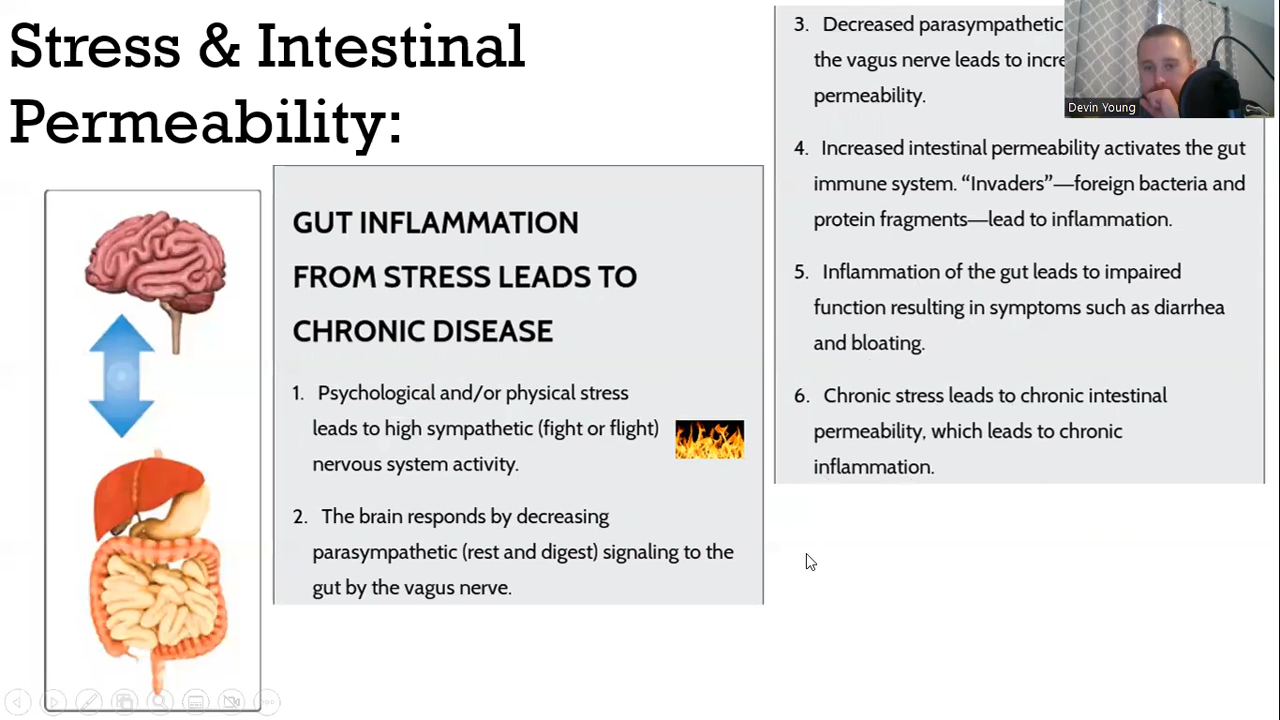 Stress & Intestinal
Permeability:
GUT INFLAMMATION
FROM STRESS LEADS TO
CHRONIC DISEASE
1. Psychological and/or physical stress
leads to high sympathetic (fight or flight)
nervous system activity.
2. The brain responds by decreasing
parasympathetic (rest and digest) signaling to the
gut by the vagus nerve.
3. Decreased parasympathetic
the vagus nerve leads to incre
permeability.
4. Increased intestinal permeability activates the gut
immune system. “Invaders”—foreign bacteria and
protein fragments—lead to inflammation.
5. Inflammation of the gut leads to impaired
function resulting in symptoms such as diarrhea
and bloating.
6. Chronic stress leads to chronic intestinal
permeability, which leads to chronic
inflammation.
Devin Young